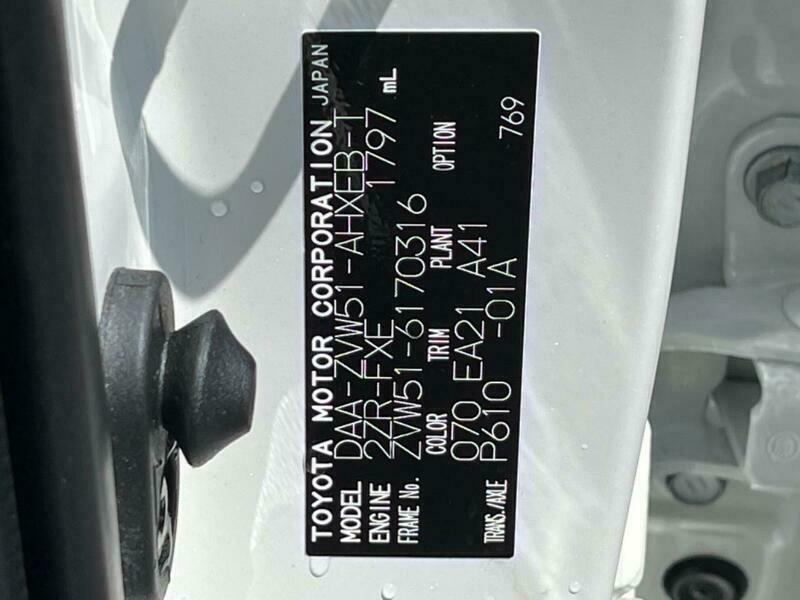 TOYOTA MOTOR CORPORATION JAPAN
MODEL DAA-ZVW51-AHXEB-T
ENGINE 2ZR-FXE 1797 mL
FRAME No. ZVW51-6170316
COLOR TRIM PLANT OPTION
070 EA21 A41
TRANS./AXLE P610 -01A 769